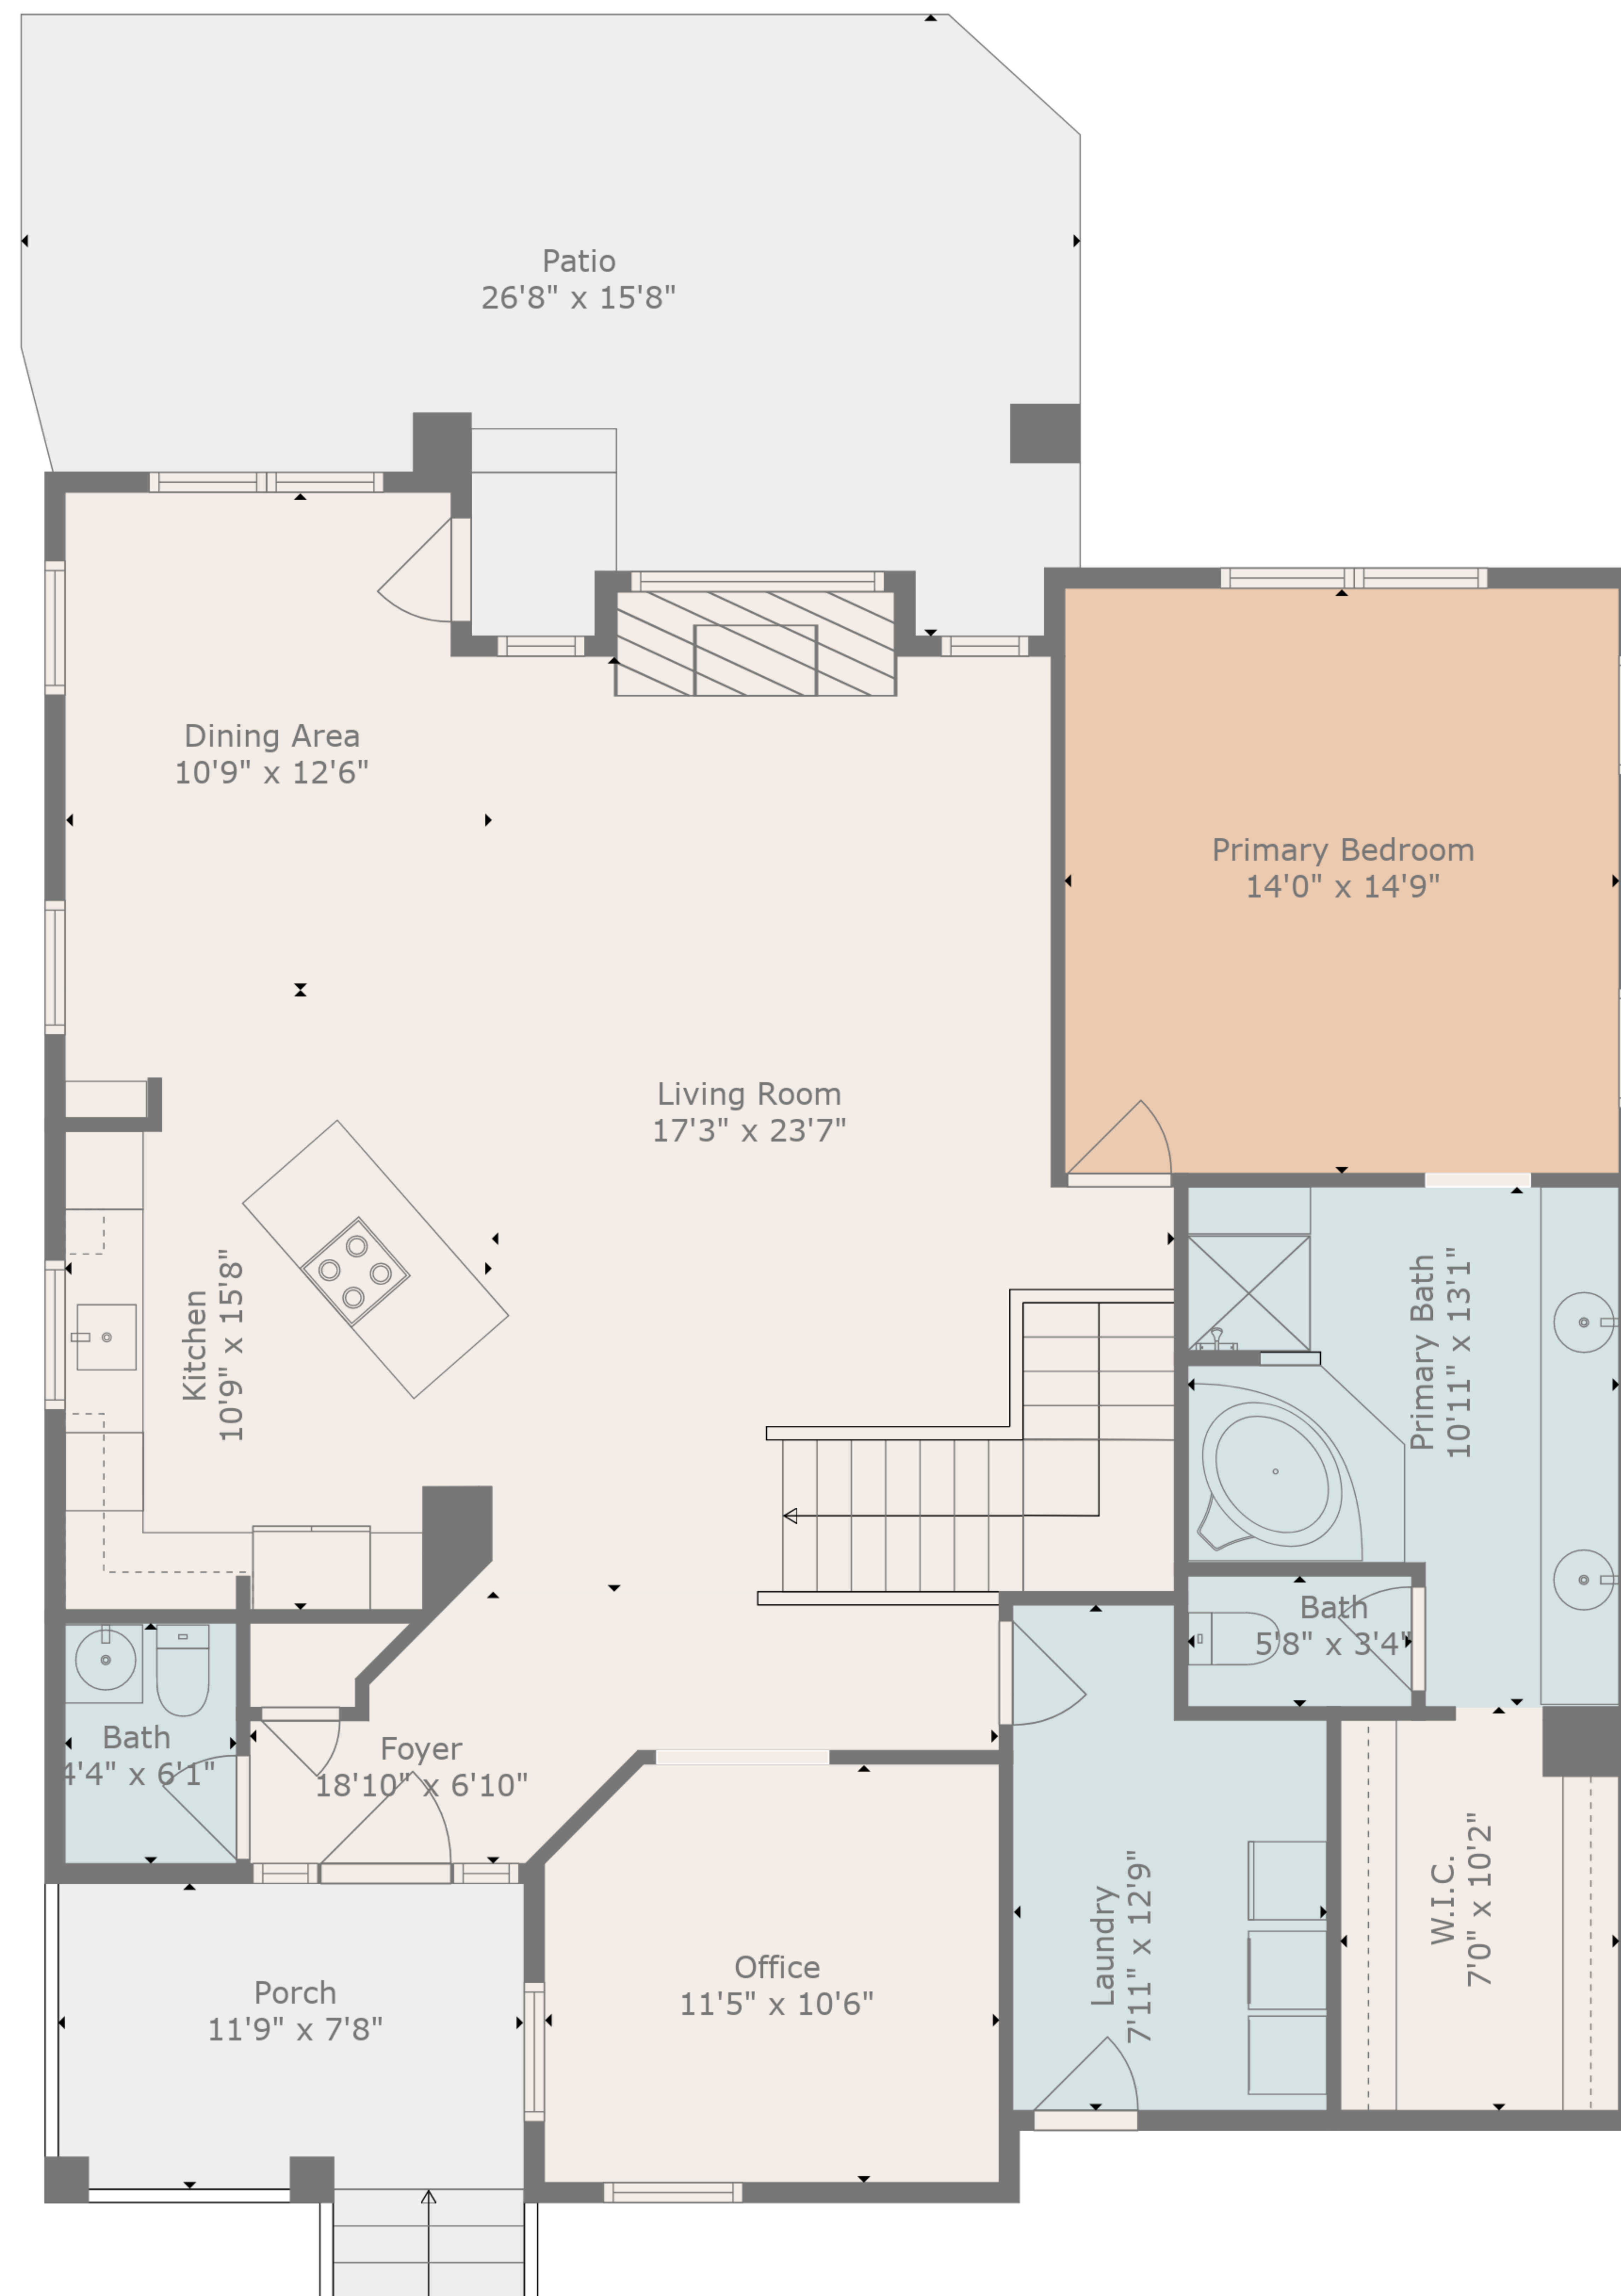 Patio
26'8" x 15'8"
Dining Area
10'9" x 12'6"
Primary Bedroom
14'0" x 14'9"
Living Room
17'3" x 23'7"
Kitchen
10'9" x 15'8"
Primary Bath
10'11" x 13'1"
Bath
5'8" x 3'4"
Bath
4'4" x 6'1"
Foyer
18'10" x 6'10"
Laundry
7'11" x 12'9"
W.I.C.
7'0" x 10'2"
Office
11'5" x 10'6"
Porch
11'9" x 7'8"